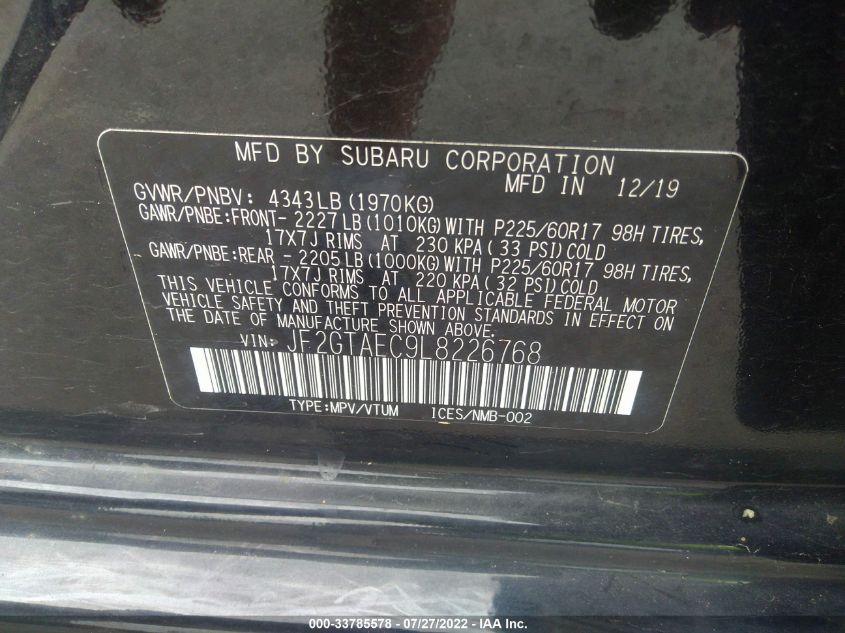 MFD BY SUBARU CORPORATION
MFD IN 12/19
GVWR/PNBV: 4343LB(1970KG)
GAWR/PNBE:FRONT- 2227LB(1010KG)WITH P225/60R17 98H TIRES,
17X7J RIMS AT 230 KPA(33 PSI)COLD
GAWR/PNBE:REAR - 2205LB(1000KG)WITH P225/60R17 98H TIRES,
17X7J RIMS AT 220 KPA(32 PSI)COLD
THIS VEHICLE CONFORMS TO ALL APPLICABLE FEDERAL MOTOR
VEHICLE SAFETY AND THEFT PREVENTION STANDARDS IN EFFECT ON
THE DATE OF MANUFACTURE SHOWN ABOVE.
VIN: JF2GTAEC9L8226768
TYPE:MPV/VTUM ICES/NMB-002
000-33785578 - 07/27/2022 - IAA Inc.